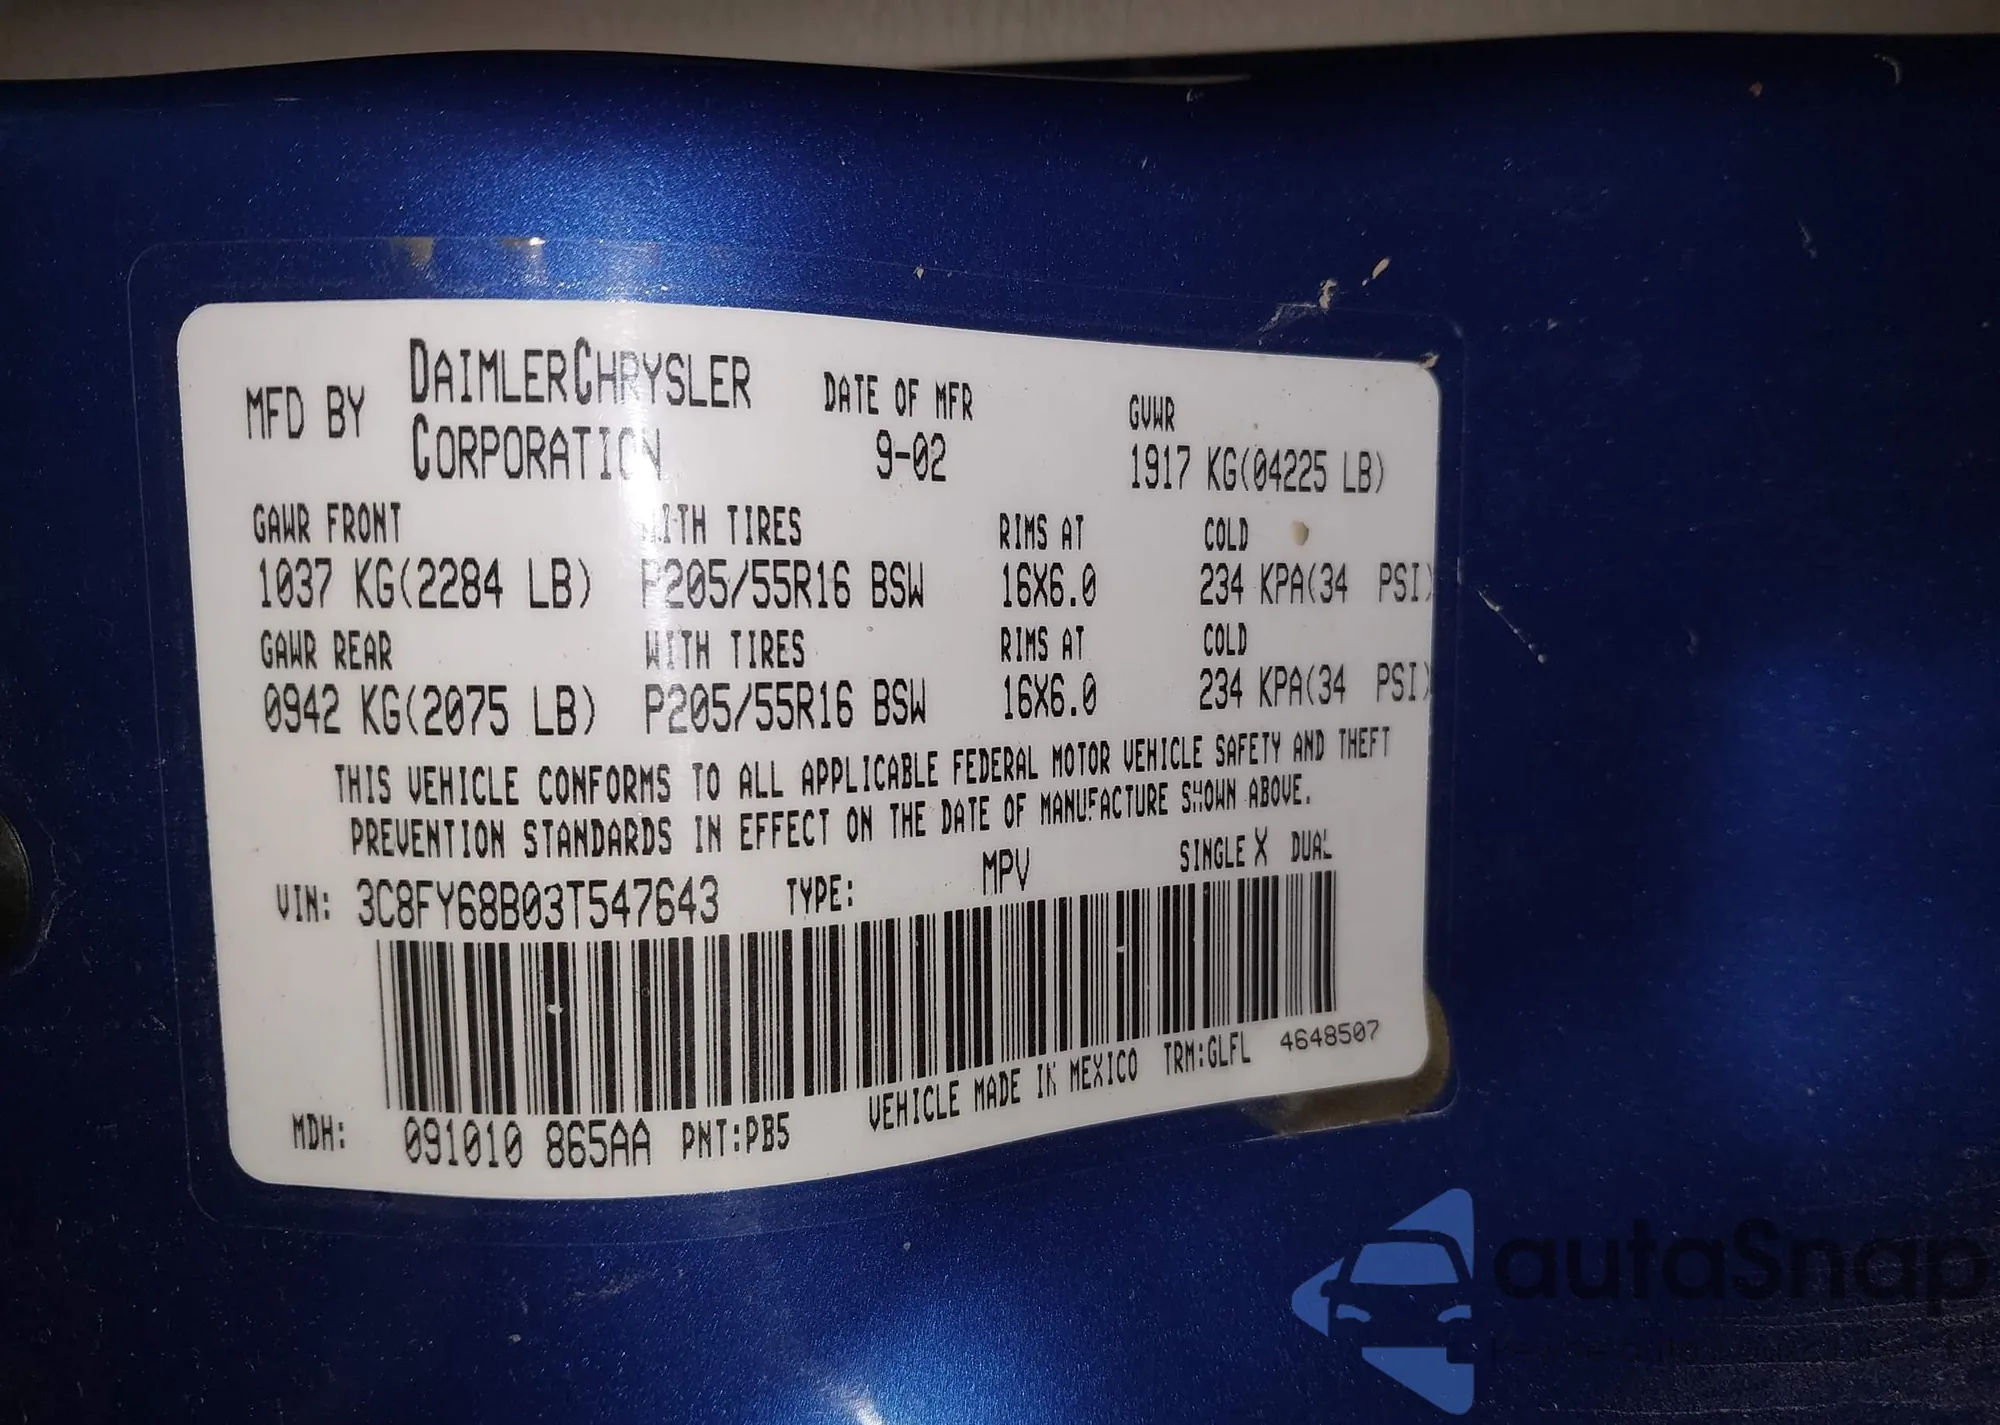 MFD BY DAIMLERCHRYSLER CORPORATION DATE OF MFR 9-02 GVWR 1917 KG(04225 LB)
GAWR FRONT WITH TIRES RIMS AT COLD
1037 KG(2284 LB) P205/55R16 BSW 16X6.0 234 KPA(34 PSI)
GAWR REAR WITH TIRES RIMS AT COLD
0942 KG(2075 LB) P205/55R16 BSW 16X6.0 234 KPA(34 PSI)
THIS VEHICLE CONFORMS TO ALL APPLICABLE FEDERAL MOTOR VEHICLE SAFETY AND THEFT
PREVENTION STANDARDS IN EFFECT ON THE DATE OF MANUFACTURE SHOWN ABOVE.
VIN: 3C8FY68B03T547643 TYPE: MPV SINGLE X DUAL
MDH: 091010 865AA PNT:PB5 VEHICLE MADE IN MEXICO TRM:GLFL 4648507
autaSnap